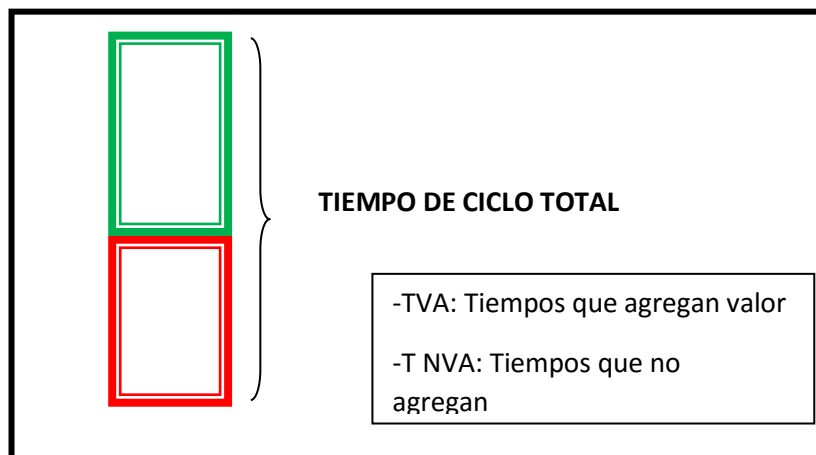 TIEMPO DE CICLO TOTAL
-TVA: Tiempos que agregan valor
-T NVA: Tiempos que no
agregan